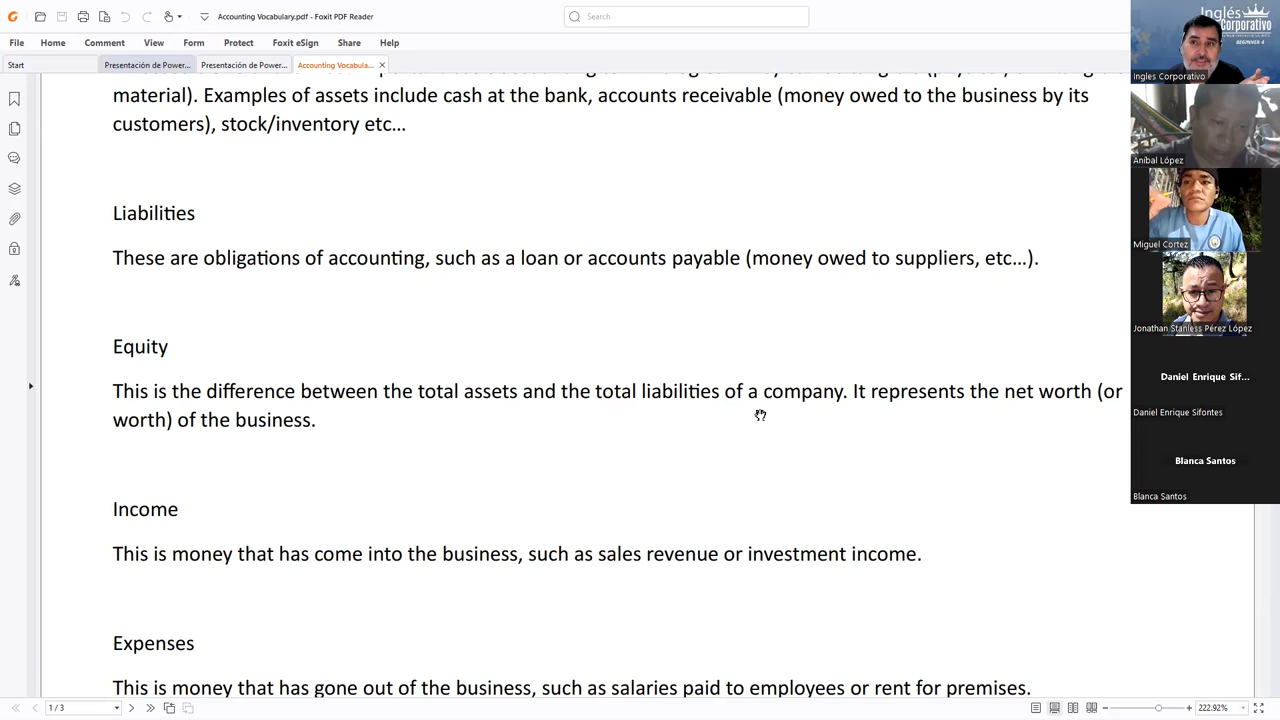 Accounting Vocabulary.pdf - Foxit PDF Reader
Search
File Home Comment View Form Protect Foxit eSign Share Help
Start Presentación de Power... Presentación de Power... Accounting Vocabula...
material). Examples of assets include cash at the bank, accounts receivable (money owed to the business by its
customers), stock/inventory etc...
Liabilities
These are obligations of accounting, such as a loan or accounts payable (money owed to suppliers, etc...).
Equity
This is the difference between the total assets and the total liabilities of a company. It represents the net worth (or
worth) of the business.
Income
This is money that has come into the business, such as sales revenue or investment income.
Expenses
This is money that has gone out of the business, such as salaries paid to employees or rent for premises.
1 / 3
222.92%
Inglés
Corporativo
BEGINNER 4
Ingles Corporativo
Aníbal López
Miguel Cortez
Jonathan Stanless Pérez López
Daniel Enrique Sif...
Daniel Enrique Sifontes
Blanca Santos
Blanca Santos